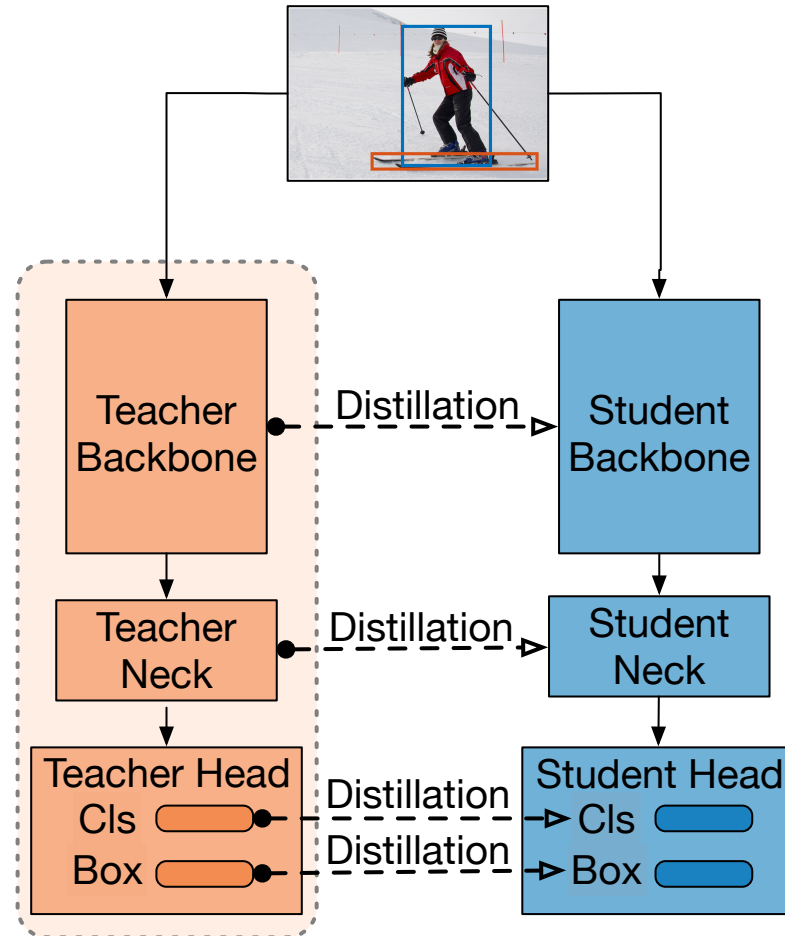 Teacher
Backbone
Distillation
Student
Backbone
Teacher
Neck
Distillation
Student
Neck
Teacher Head
Cls
Box
Distillation
Distillation
Student Head
Cls
Box